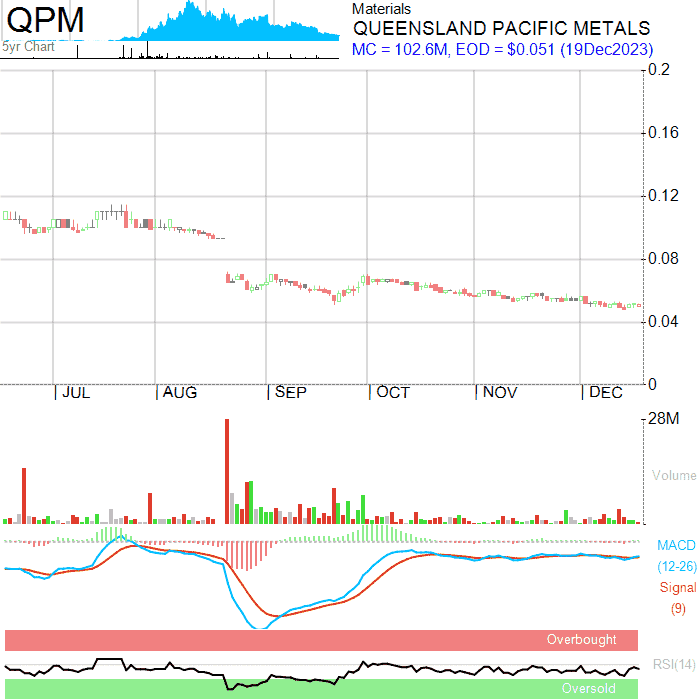 QPM
5yr Chart
Materials
QUEENSLAND PACIFIC METALS
MC = 102.6M, EOD = $0.051 (19Dec2023)
0.2
0.16
0.12
0.08
0.04
0
JUL AUG SEP OCT NOV DEC
28M
Volume
MACD
(12-26)
Signal
(9)
Overbought
RSI(14)
Oversold